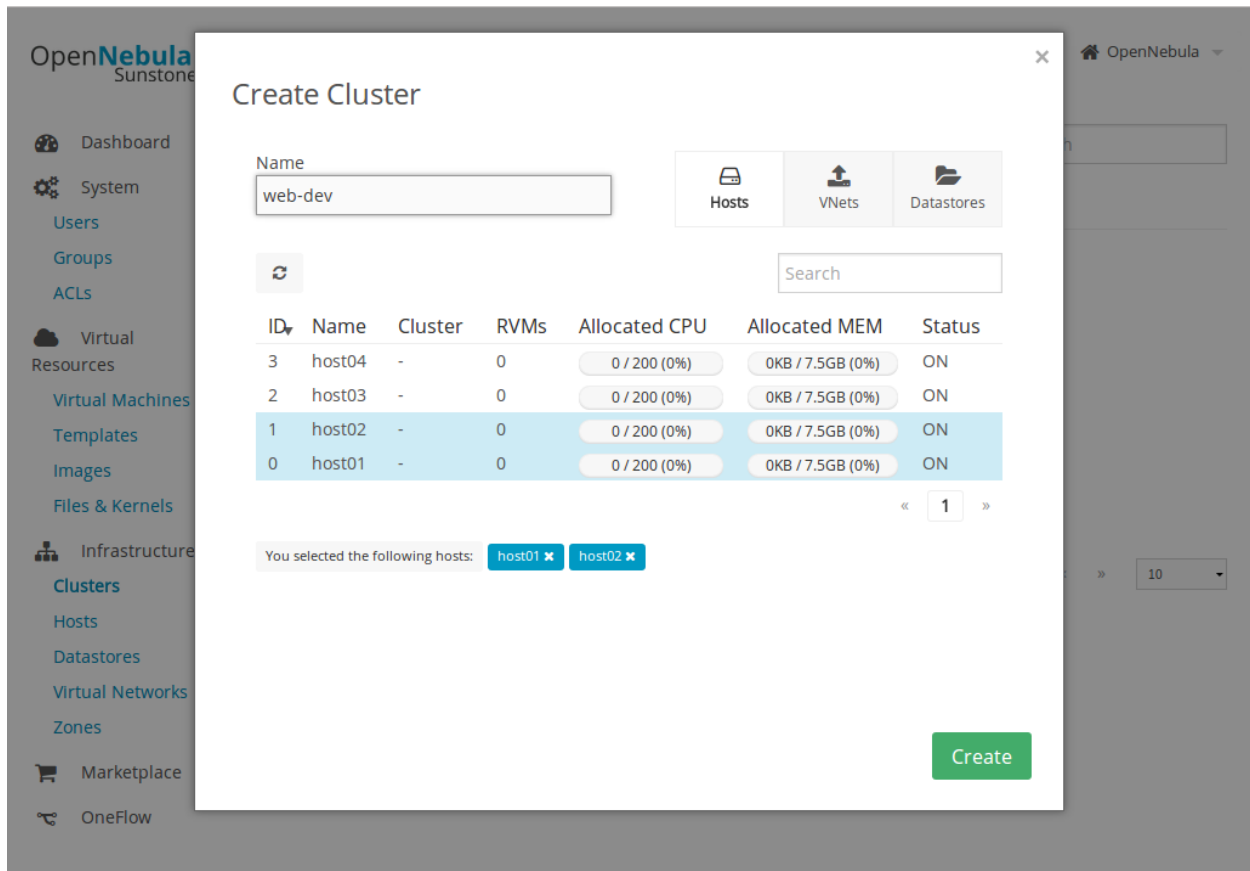 OpenNebula
Sunstone
OpenNebula
Dashboard
System
Users
Groups
ACLs
Virtual
Resources
Virtual Machines
Templates
Images
Files & Kernels
Infrastructure
Clusters
Hosts
Datastores
Virtual Networks
Zones
Marketplace
OneFlow
×
Create Cluster
Name
web-dev
Hosts VNets Datastores
Search
ID Name Cluster RVMs Allocated CPU Allocated MEM Status
3 host04 - 0 0 / 200 (0%) 0KB / 7.5GB (0%) ON
2 host03 - 0 0 / 200 (0%) 0KB / 7.5GB (0%) ON
1 host02 - 0 0 / 200 (0%) 0KB / 7.5GB (0%) ON
0 host01 - 0 0 / 200 (0%) 0KB / 7.5GB (0%) ON
« 1 »
You selected the following hosts: host01 × host02 ×
Create
» 10